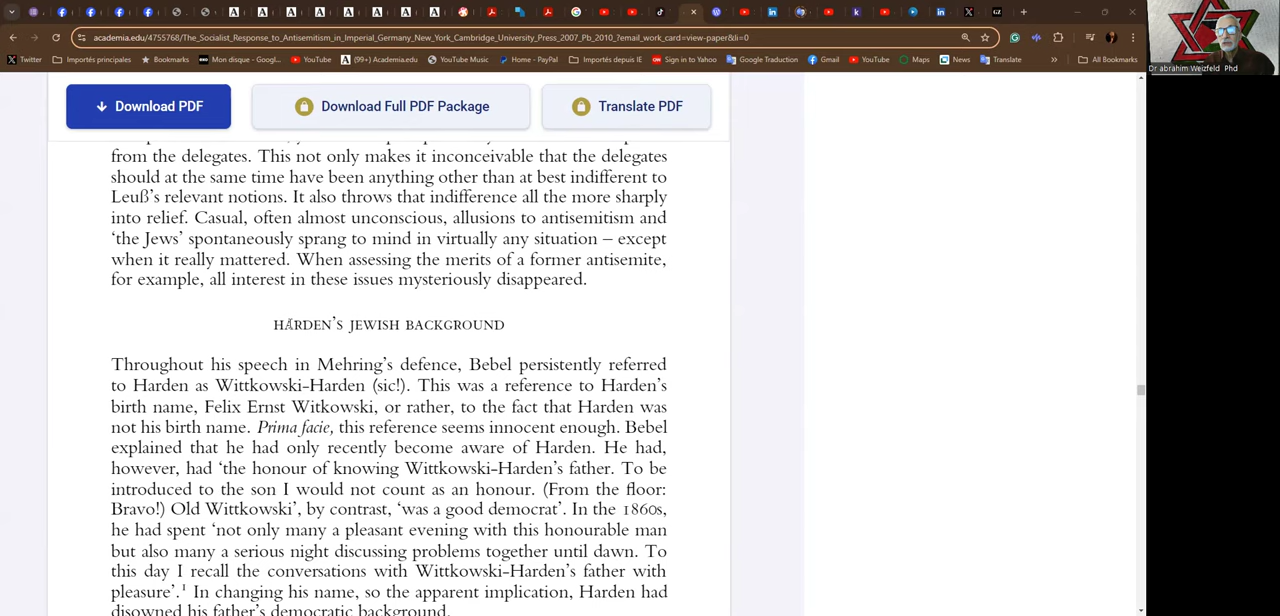 academia.edu/4755768/The_Socialist_Response_to_Antisemitism_in_Imperial_Germany_New_York_Cambridge_University_Press_2007_Pb_2010_?email_work_card=view-paper&li=0
Twitter Importés principales Bookmarks Mon disque - Googl... YouTube (99+) Academia.edu YouTube Music Home - PayPal Importés depuis IE Sign in to Yahoo Google Traduction Gmail YouTube Maps News Translate » All Bookmarks
Dr abrahim Weizfeld Phd
Download PDF Download Full PDF Package Translate PDF
from the delegates. This not only makes it inconceivable that the delegates
should at the same time have been anything other than at best indifferent to
Leuß's relevant notions. It also throws that indifference all the more sharply
into relief. Casual, often almost unconscious, allusions to antisemitism and
'the Jews' spontaneously sprang to mind in virtually any situation – except
when it really mattered. When assessing the merits of a former antisemite,
for example, all interest in these issues mysteriously disappeared.
HARDEN'S JEWISH BACKGROUND
Throughout his speech in Mehring's defence, Bebel persistently referred
to Harden as Wittkowski-Harden (sic!). This was a reference to Harden's
birth name, Felix Ernst Witkowski, or rather, to the fact that Harden was
not his birth name. Prima facie, this reference seems innocent enough. Bebel
explained that he had only recently become aware of Harden. He had,
however, had 'the honour of knowing Wittkowski-Harden's father. To be
introduced to the son I would not count as an honour. (From the floor:
Bravo!) Old Wittkowski', by contrast, 'was a good democrat'. In the 1860s,
he had spent 'not only many a pleasant evening with this honourable man
but also many a serious night discussing problems together until dawn. To
this day I recall the conversations with Wittkowski-Harden's father with
pleasure'.¹ In changing his name, so the apparent implication, Harden had
disowned his father's democratic background.